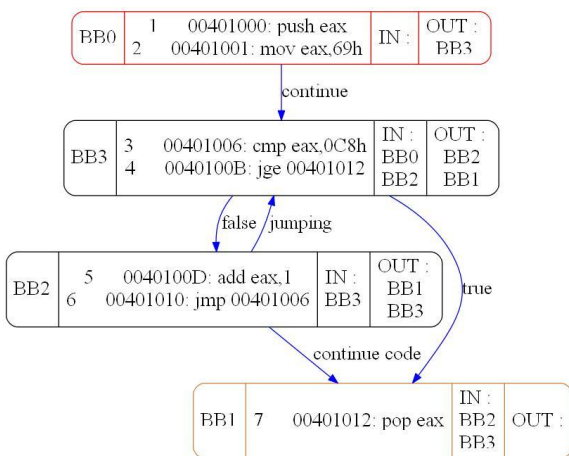 BB0
1 00401000: push eax
2 00401001: mov eax,69h
IN :
OUT :
BB3
continue
BB3
3 00401006: cmp eax,0C8h
4 0040100B: jge 00401012
IN :
BB0
BB2
OUT :
BB2
BB1
false
jumping
BB2
5 0040100D: add eax,1
6 00401010: jmp 00401006
IN :
BB3
OUT :
BB1
BB3
true
continue code
BB1
7 00401012: pop eax
IN :
BB2
BB3
OUT :